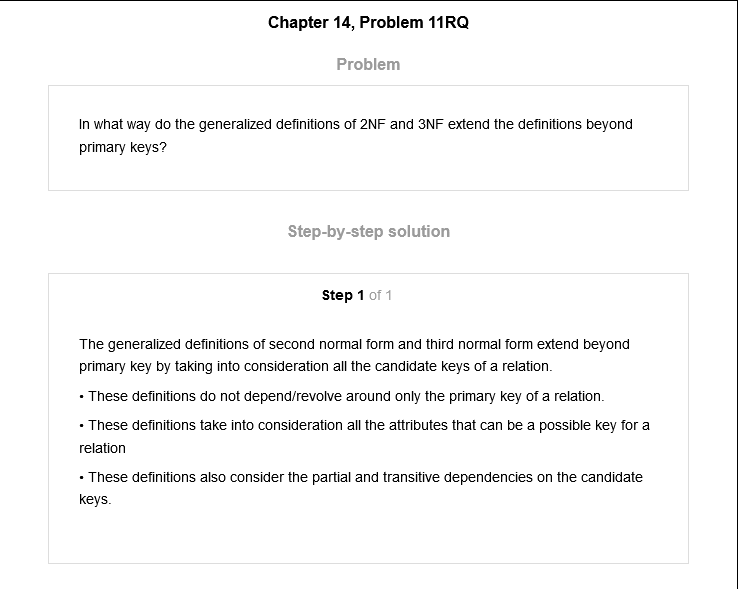 Chapter 14, Problem 11RQ
Problem
In what way do the generalized definitions of 2NF and 3NF extend the definitions beyond
primary keys?
Step-by-step solution
Step 1 of 1
The generalized definitions of second normal form and third normal form extend beyond
primary key by taking into consideration all the candidate keys of a relation.
• These definitions do not depend/revolve around only the primary key of a relation.
• These definitions take into consideration all the attributes that can be a possible key for a
relation
• These definitions also consider the partial and transitive dependencies on the candidate
keys.